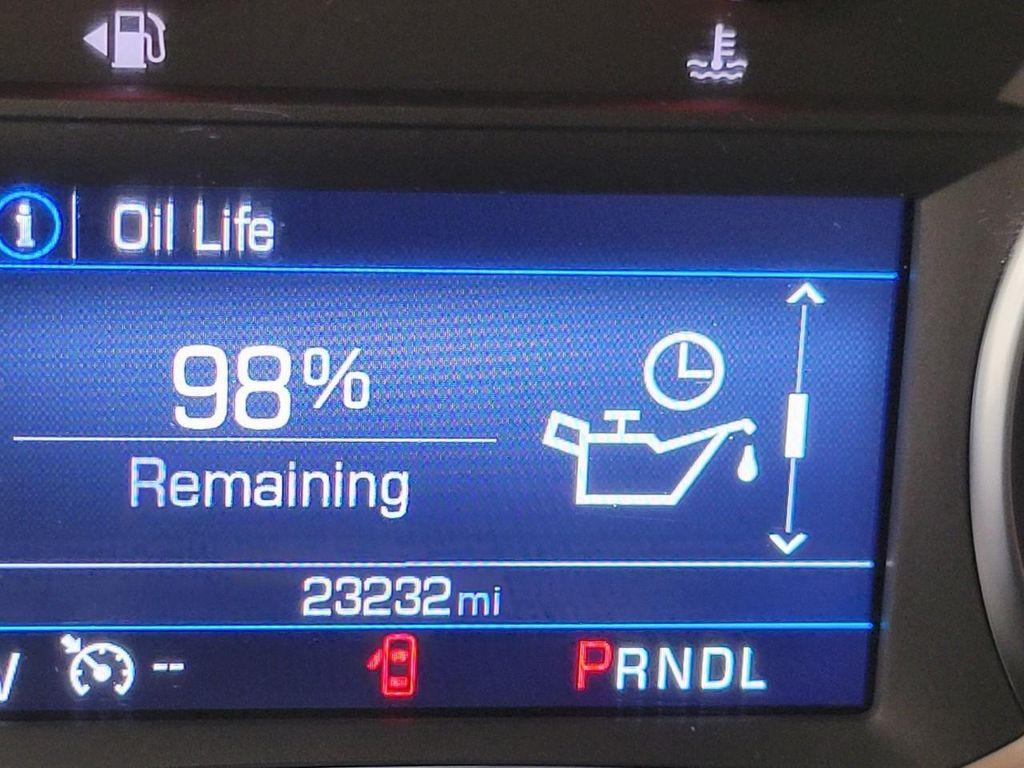 Oil Life
98%
Remaining
23232 mi
--
PRNDL